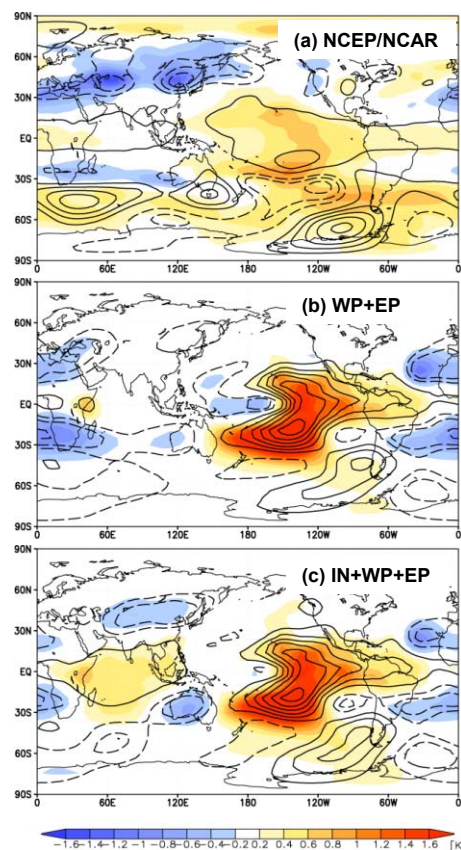 (a) NCEP/NCAR
90N
60N
30N
EQ
30S
60S
90S
0 60E 120E 180 120W 60W 0
(b) WP+EP
90N
60N
30N
EQ
30S
60S
90S
0 60E 120E 180 120W 60W 0
(c) IN+WP+EP
90N
60N
30N
EQ
30S
60S
90S
0 60E 120E 180 120W 60W 0
-1.6-1.4 -1.2 -1 -0.8-0.6-0.4-0.2 0.2 0.4 0.6 0.8 1 1.2 1.4 1.6